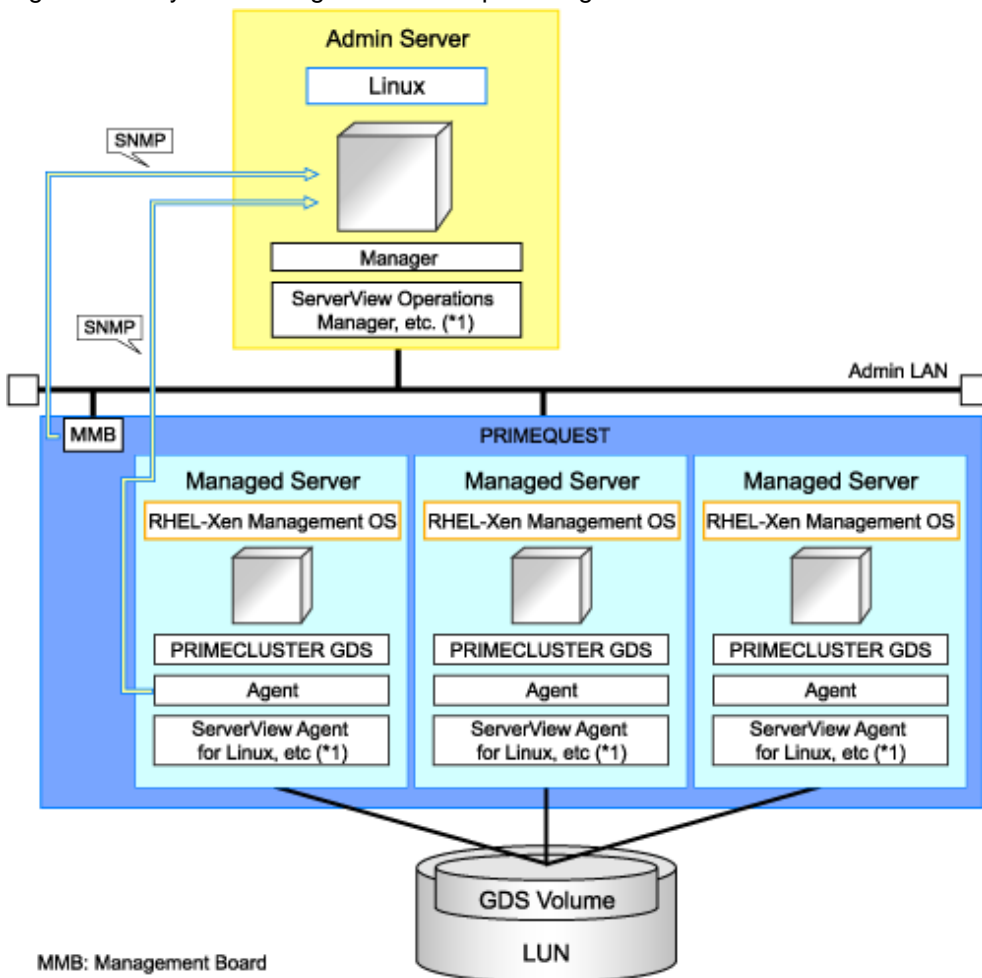 Admin Server
Linux
SNMP
Manager
ServerView Operations
Manager, etc. (*1)
SNMP
Admin LAN
MMB
PRIMEQUEST
Managed Server
Managed Server
Managed Server
RHEL-Xen Management OS
RHEL-Xen Management OS
RHEL-Xen Management OS
PRIMECLUSTER GDS
PRIMECLUSTER GDS
PRIMECLUSTER GDS
Agent
Agent
Agent
ServerView Agent
for Linux, etc (*1)
ServerView Agent
for Linux, etc (*1)
ServerView Agent
for Linux, etc (*1)
GDS Volume
LUN
MMB: Management Board